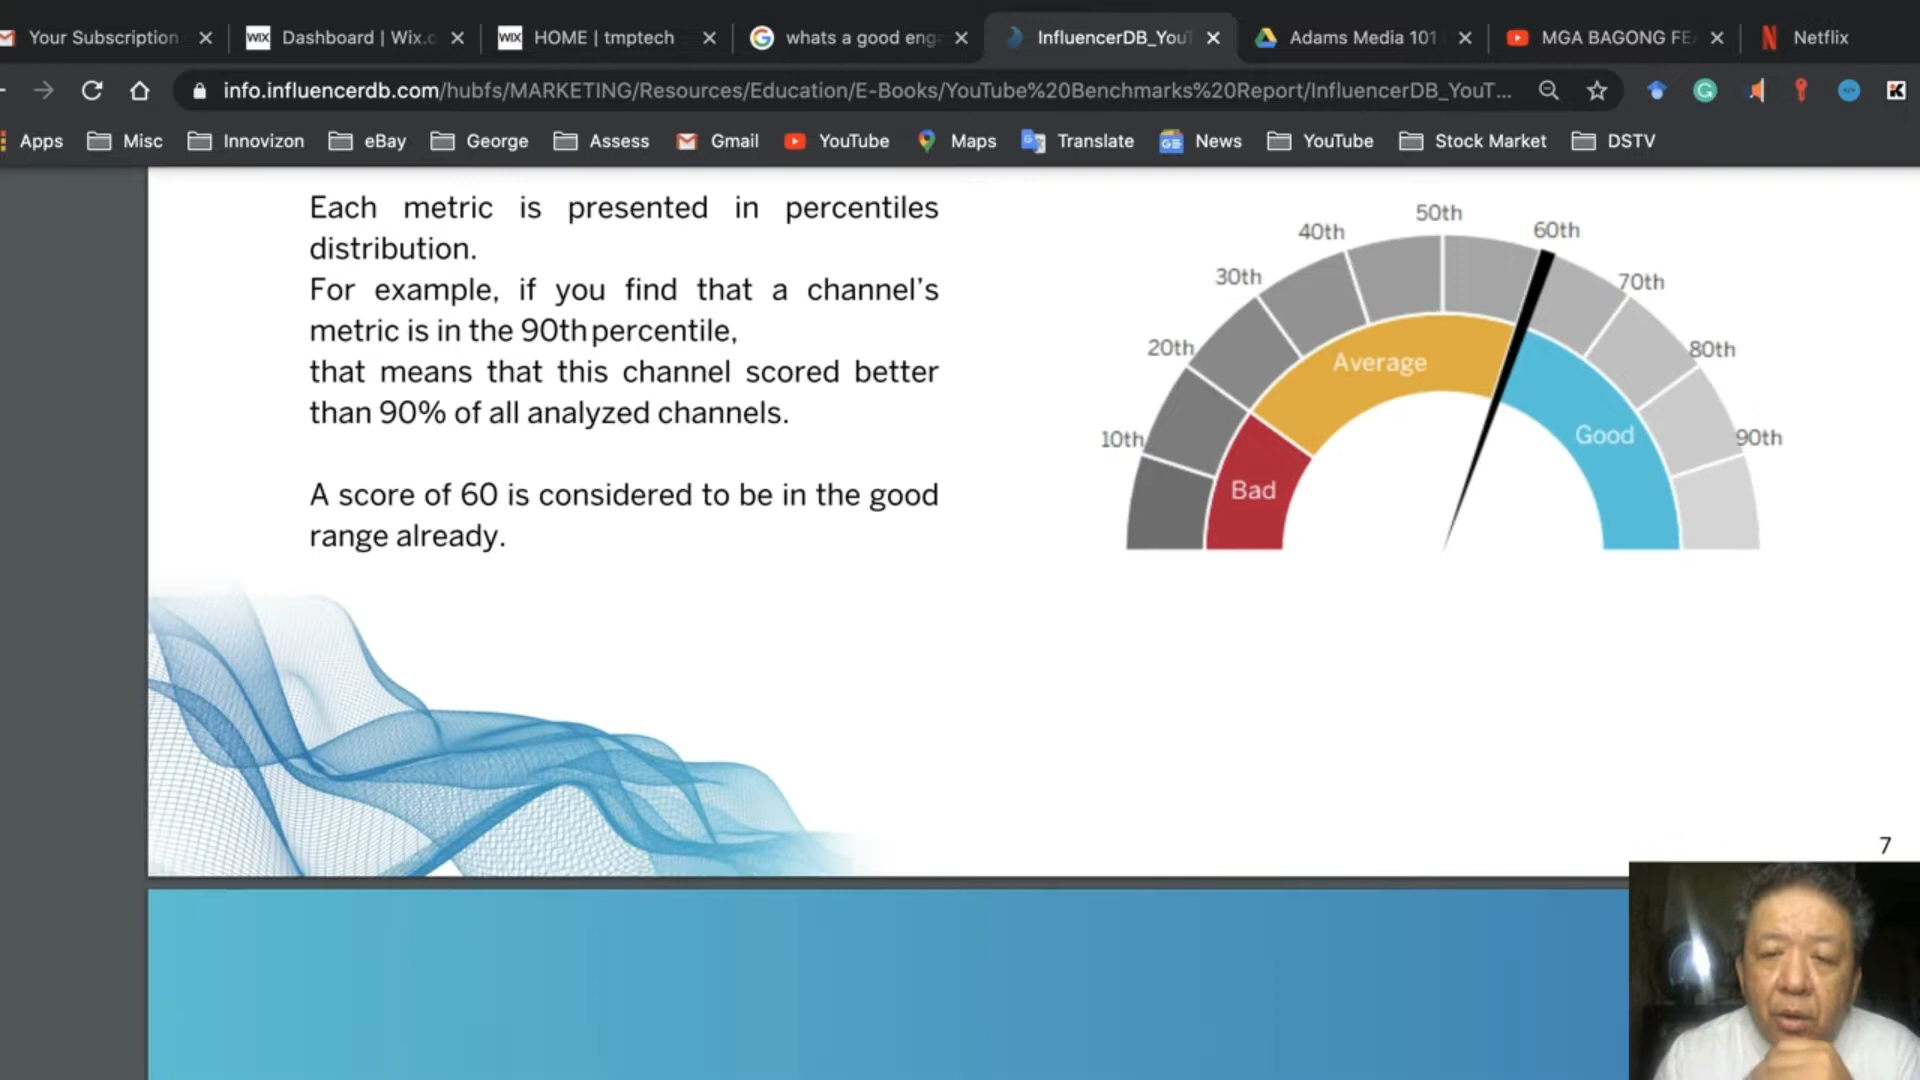 Your Subscription
Dashboard | Wix.c
HOME | tmptech
whats a good eng
InfluencerDB_YouT
Adams Media 101
MGA BAGONG FEA
Netflix
info.influencerdb.com/hubfs/MARKETING/Resources/Education/E-Books/YouTube%20Benchmarks%20Report/InfluencerDB_YouT...
Apps
Misc
Innovizon
eBay
George
Assess
Gmail
YouTube
Maps
Translate
News
YouTube
Stock Market
DSTV
Each metric is presented in percentiles
distribution.
For example, if you find that a channel's
metric is in the 90th percentile,
that means that this channel scored better
than 90% of all analyzed channels.
A score of 60 is considered to be in the good
range already.
10th
20th
30th
40th
50th
60th
70th
80th
90th
Bad
Average
Good
7